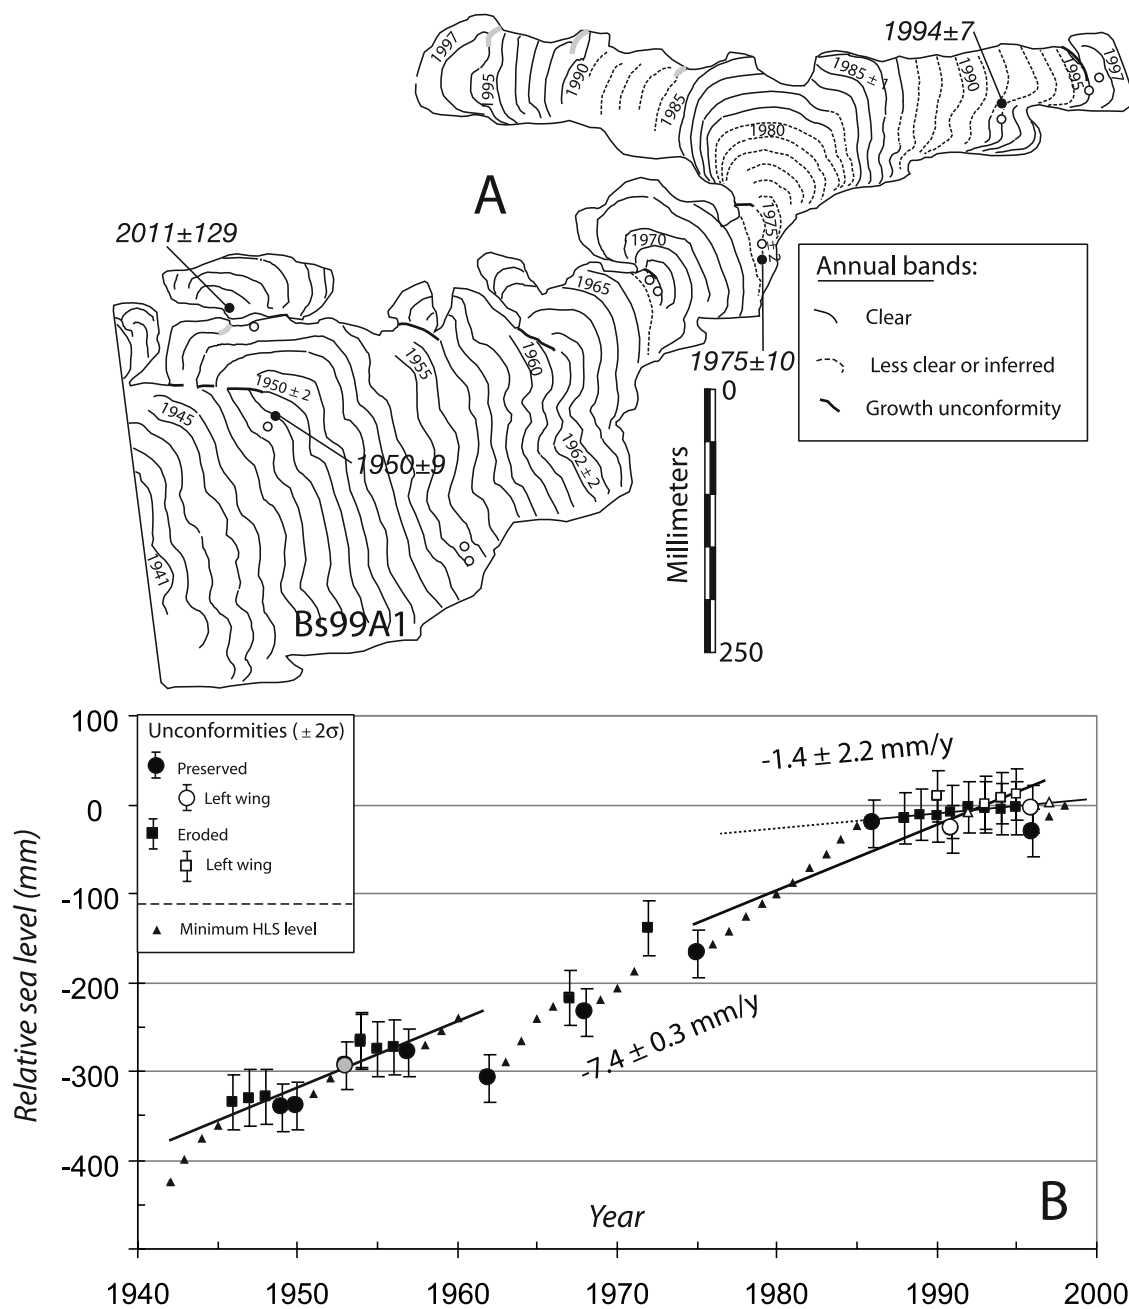 1994±7
1997
1995
1990
1985
1985 ± 1
1990
1995
1997
1980
A
1975 ± 2
2011±129
1970
1965
Annual bands:
Clear
Less clear or inferred
Growth unconformity
1975±10
0
Millimeters
250
1955
1960
1950 ± 2
1945
1962 ± 2
1950±9
1941
Bs99A1
100
0
-100
-200
-300
-400
Relative sea level (mm)
Unconformities (±2σ)
Preserved
Left wing
Eroded
Left wing
Minimum HLS level
-1.4 ± 2.2 mm/y
-7.4 ± 0.3 mm/y
B
Year
1940
1950
1960
1970
1980
1990
2000